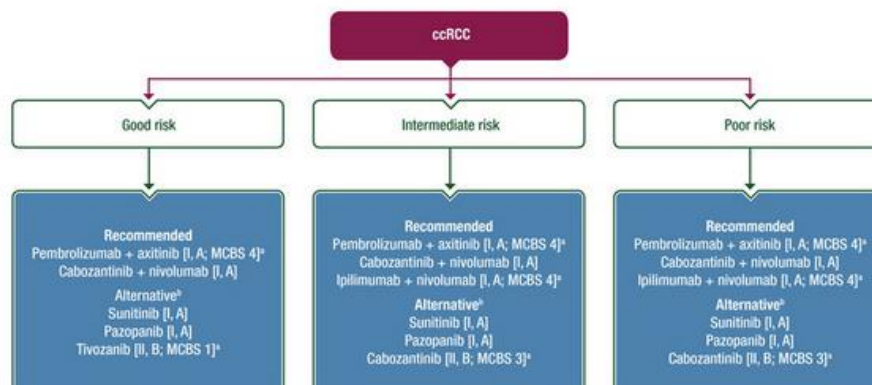 ccRCC
Good risk
Intermediate risk
Poor risk
Recommended
Pembrolizumab + axitinib [I, A; MCBS 4]ª
Cabozantinib + nivolumab [I, A]
Alternativeᵇ
Sunitinib [I, A]
Pazopanib [I, A]
Tivozanib [II, B; MCBS 1]ª
Recommended
Pembrolizumab + axitinib [I, A; MCBS 4]ª
Cabozantinib + nivolumab [I, A]
Ipilimumab + nivolumab [I, A; MCBS 4]ª
Alternativeᵇ
Sunitinib [I, A]
Pazopanib [I, A]
Cabozantinib [II, B; MCBS 3]ª
Recommended
Pembrolizumab + axitinib [I, A; MCBS 4]ª
Cabozantinib + nivolumab [I, A]
Ipilimumab + nivolumab [I, A; MCBS 4]ª
Alternativeᵇ
Sunitinib [I, A]
Pazopanib [I, A]
Cabozantinib [II, B; MCBS 3]ª